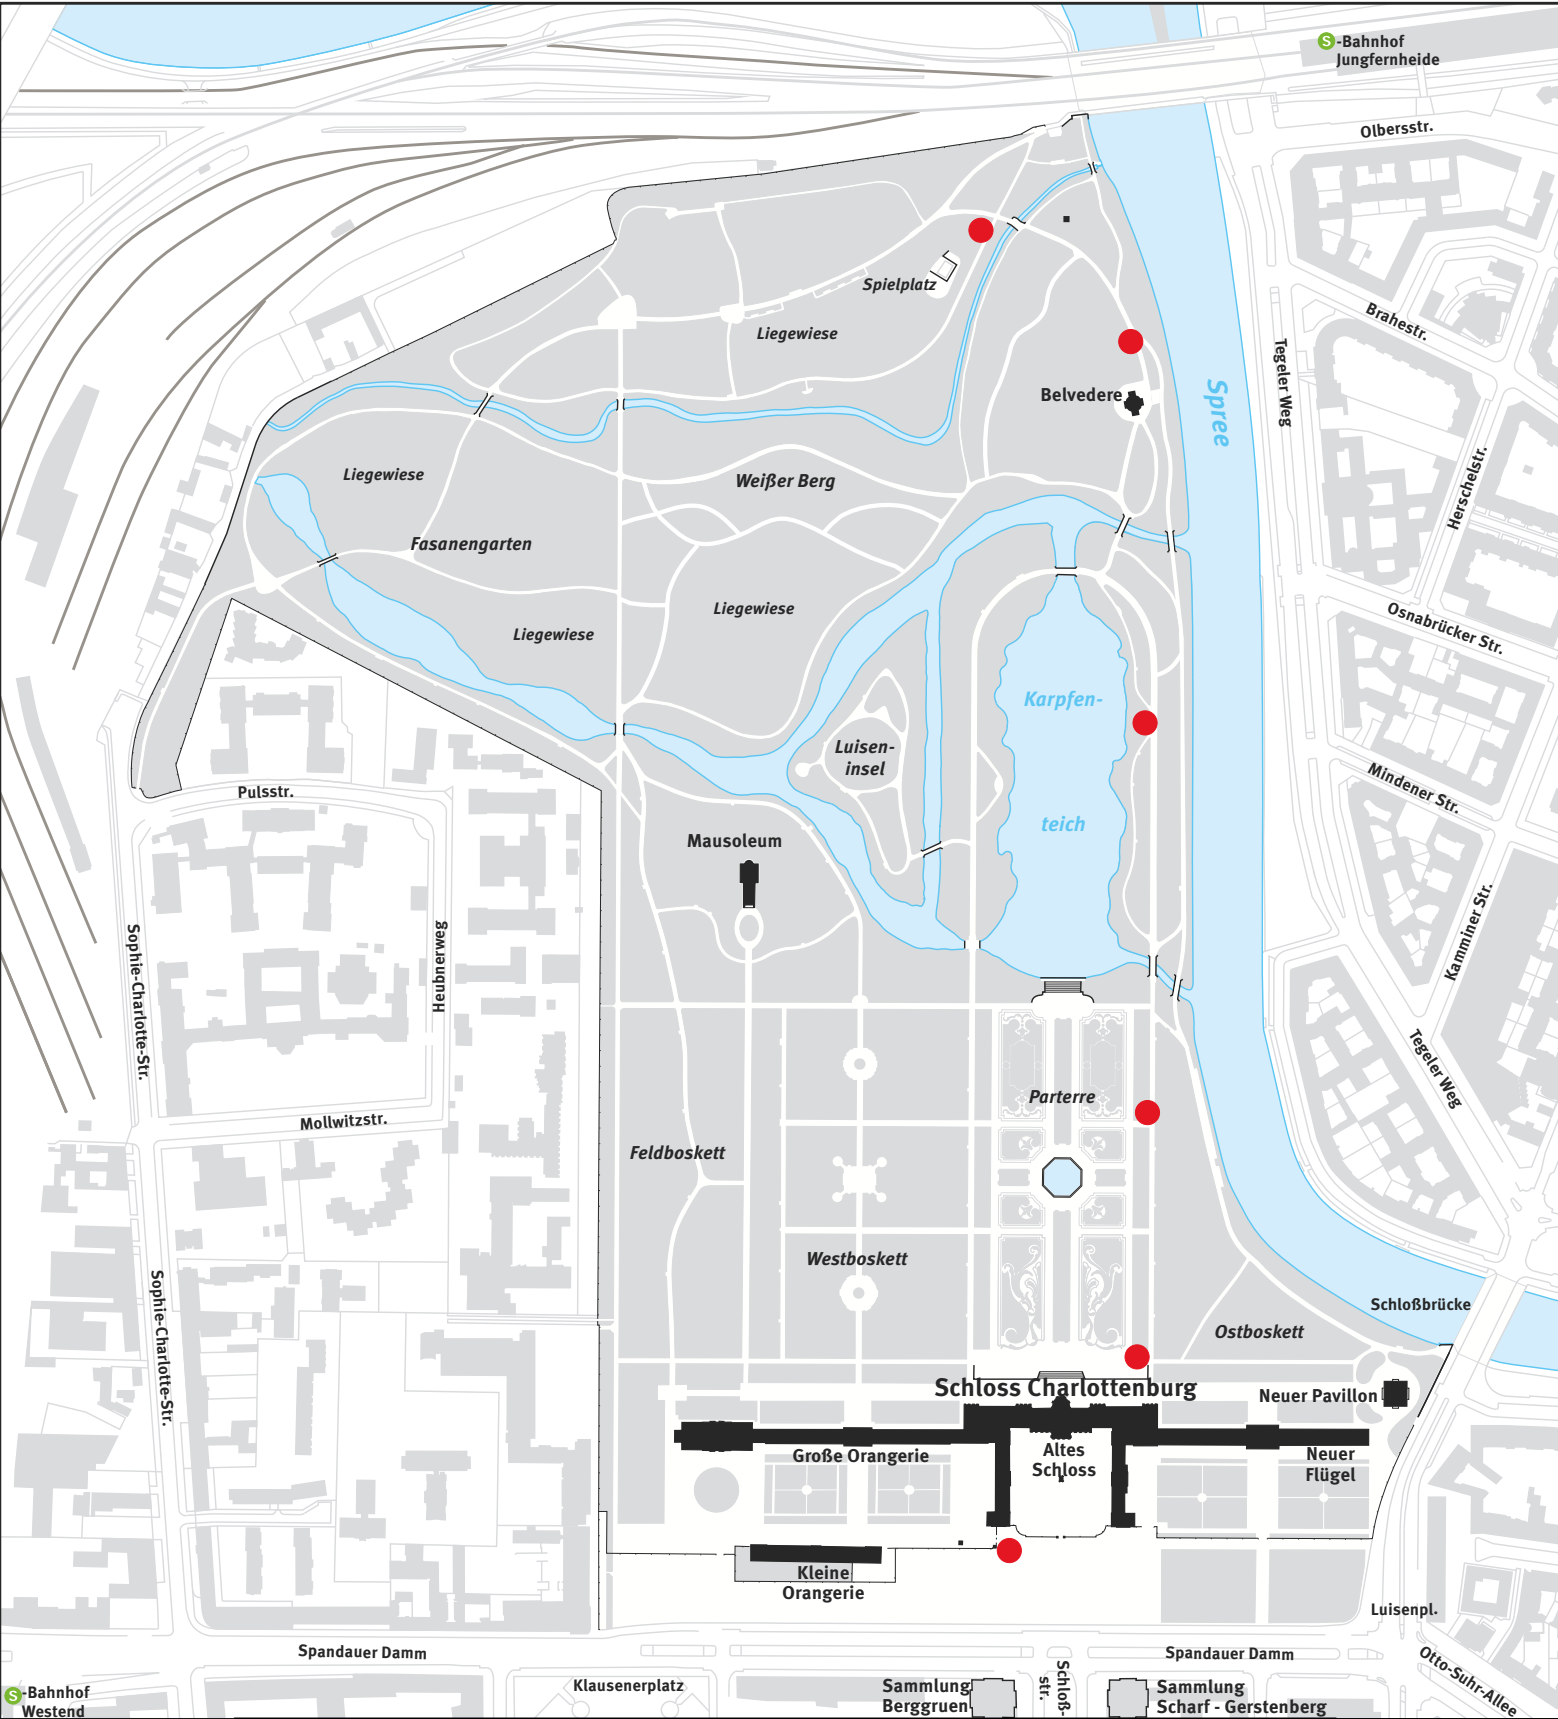 S-Bahnhof
Jungfernheide
Olbersstr.
Spielplatz
Brahestr.
Liegewiese
Tegeler Weg
Belvedere
Spree
Liegewiese
Weißer Berg
Herschelstr.
Fasanengarten
Liegewiese
Liegewiese
Osnabrücker Str.
Karpfen-
teich
Luisen-
insel
Mindener Str.
Pulsstr.
Mausoleum
Kamminer Str.
Sophie-Charlotte-Str.
Heubnerweg
Tegeler Weg
Parterre
Mollwitzstr.
Feldboskett
Westboskett
Sophie-Charlotte-Str.
Schloßbrücke
Ostboskett
Schloss Charlottenburg
Neuer Pavillon
Große Orangerie
Altes
Schloss
Neuer
Flügel
Kleine
Orangerie
Luisenpl.
Spandauer Damm
Spandauer Damm
Otto-Suhr-Allee
S-Bahnhof
Westend
Klausenerplatz
Sammlung
Berggruen
Schloß-
str.
Sammlung
Scharf - Gerstenberg